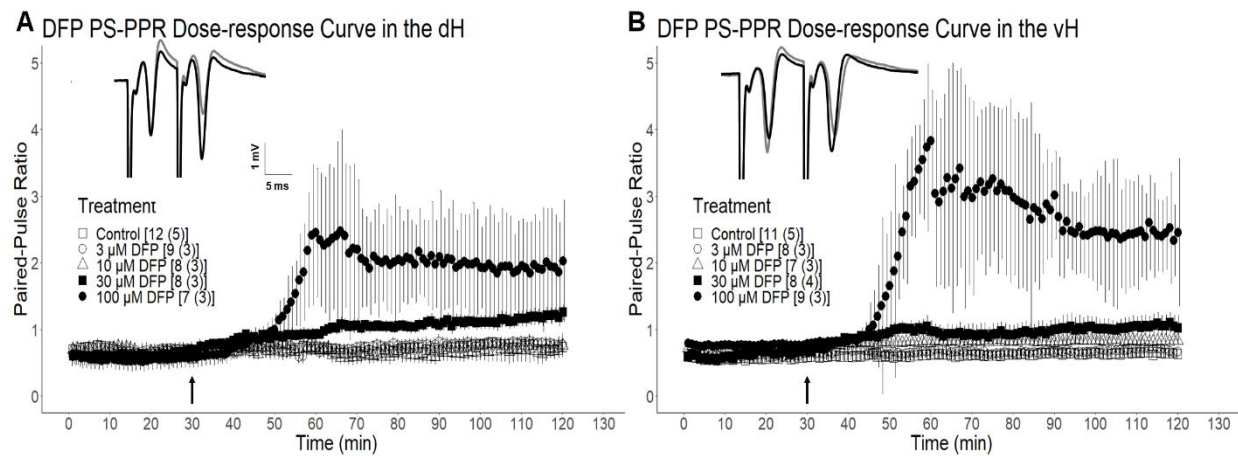 A DFP PS-PPR Dose-response Curve in the dH
Paired-Pulse Ratio
5
4
3
2
1
0
1 mV
5 ms
Treatment
Control [12 (5)]
3 µM DFP [9 (3)]
10 µM DFP [8 (3)]
30 µM DFP [8 (3)]
100 µM DFP [7 (3)]
0 10 20 30 40 50 60 70 80 90 100 110 120 130
Time (min)
B DFP PS-PPR Dose-response Curve in the vH
Paired-Pulse Ratio
5
4
3
2
1
0
Treatment
Control [11 (5)]
3 µM DFP [8 (3)]
10 µM DFP [7 (3)]
30 µM DFP [8 (4)]
100 µM DFP [9 (3)]
0 10 20 30 40 50 60 70 80 90 100 110 120 130
Time (min)